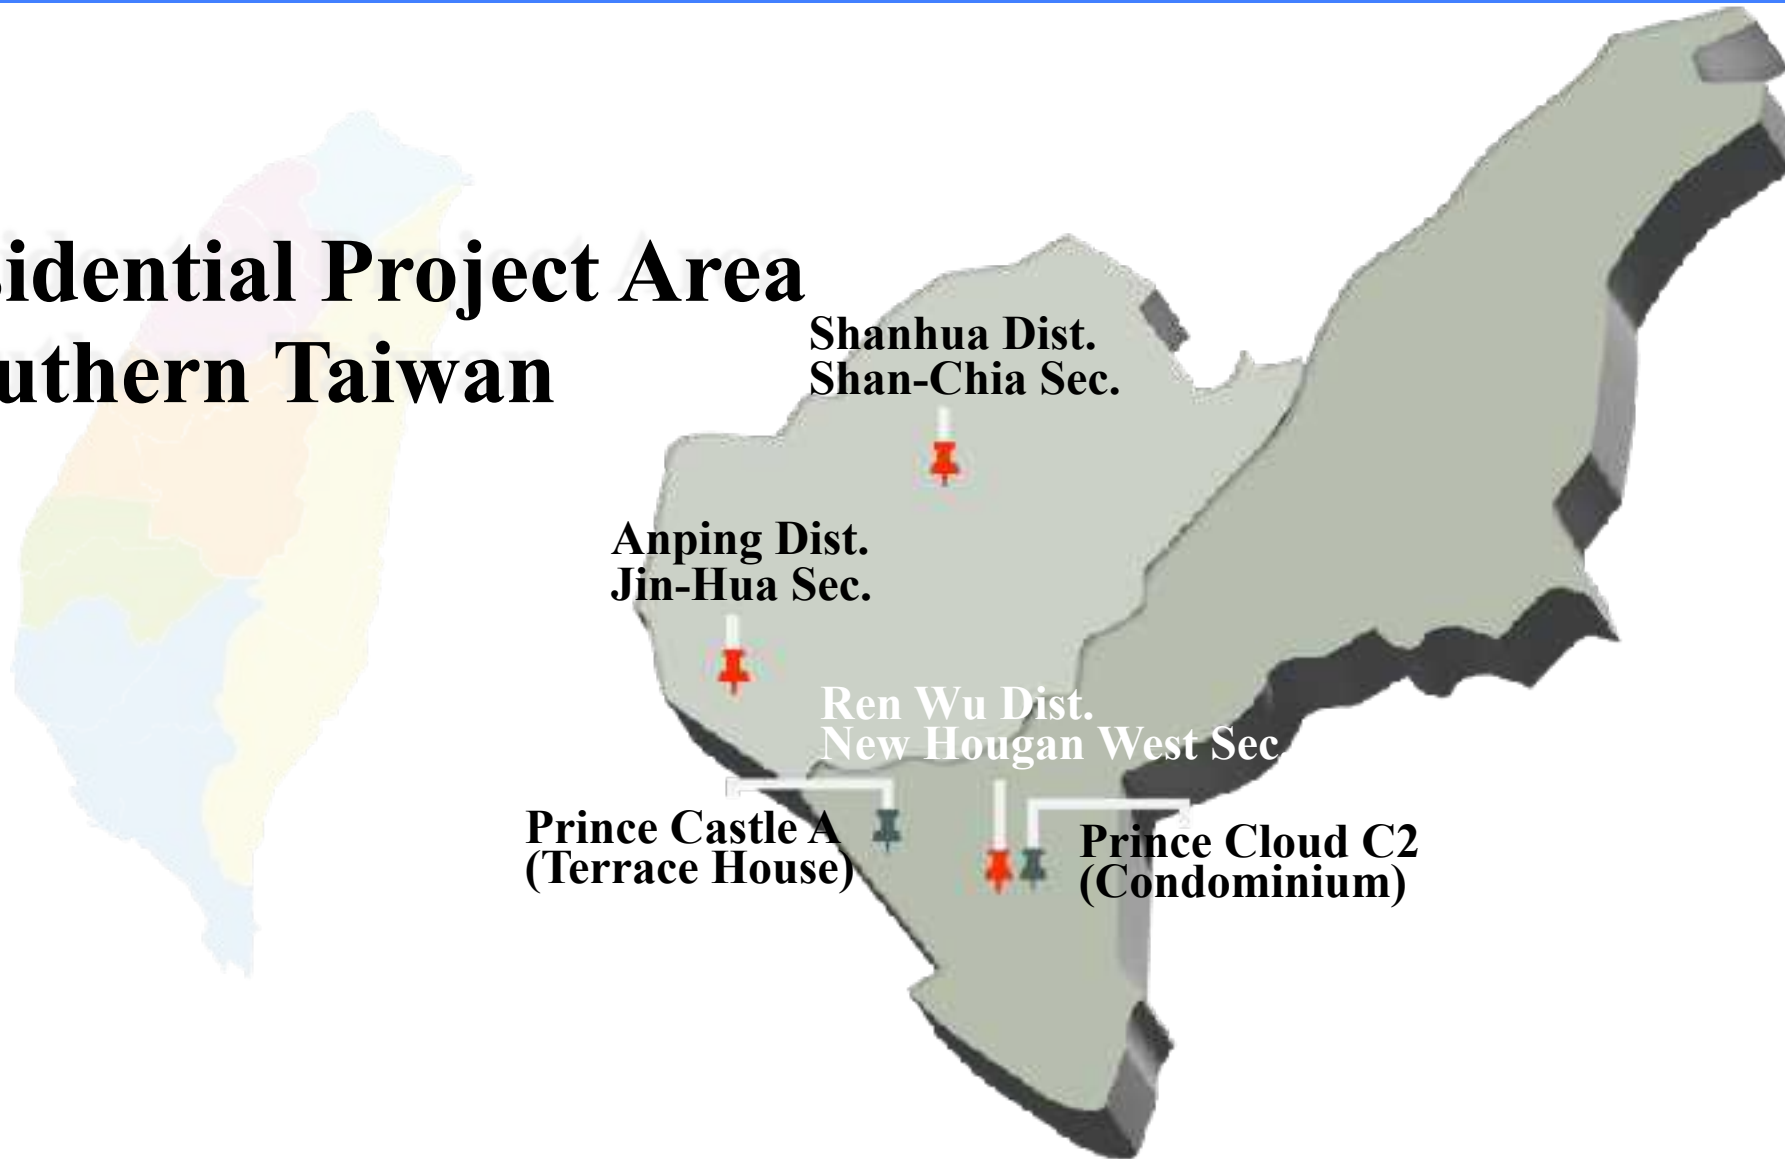 sidential Project Area
uthern Taiwan
Shanhua Dist.
Shan-Chia Sec.
Anping Dist.
Jin-Hua Sec.
Ren Wu Dist.
New Hougan West Sec.
Prince Castle A
(Terrace House)
Prince Cloud C2
(Condominium)